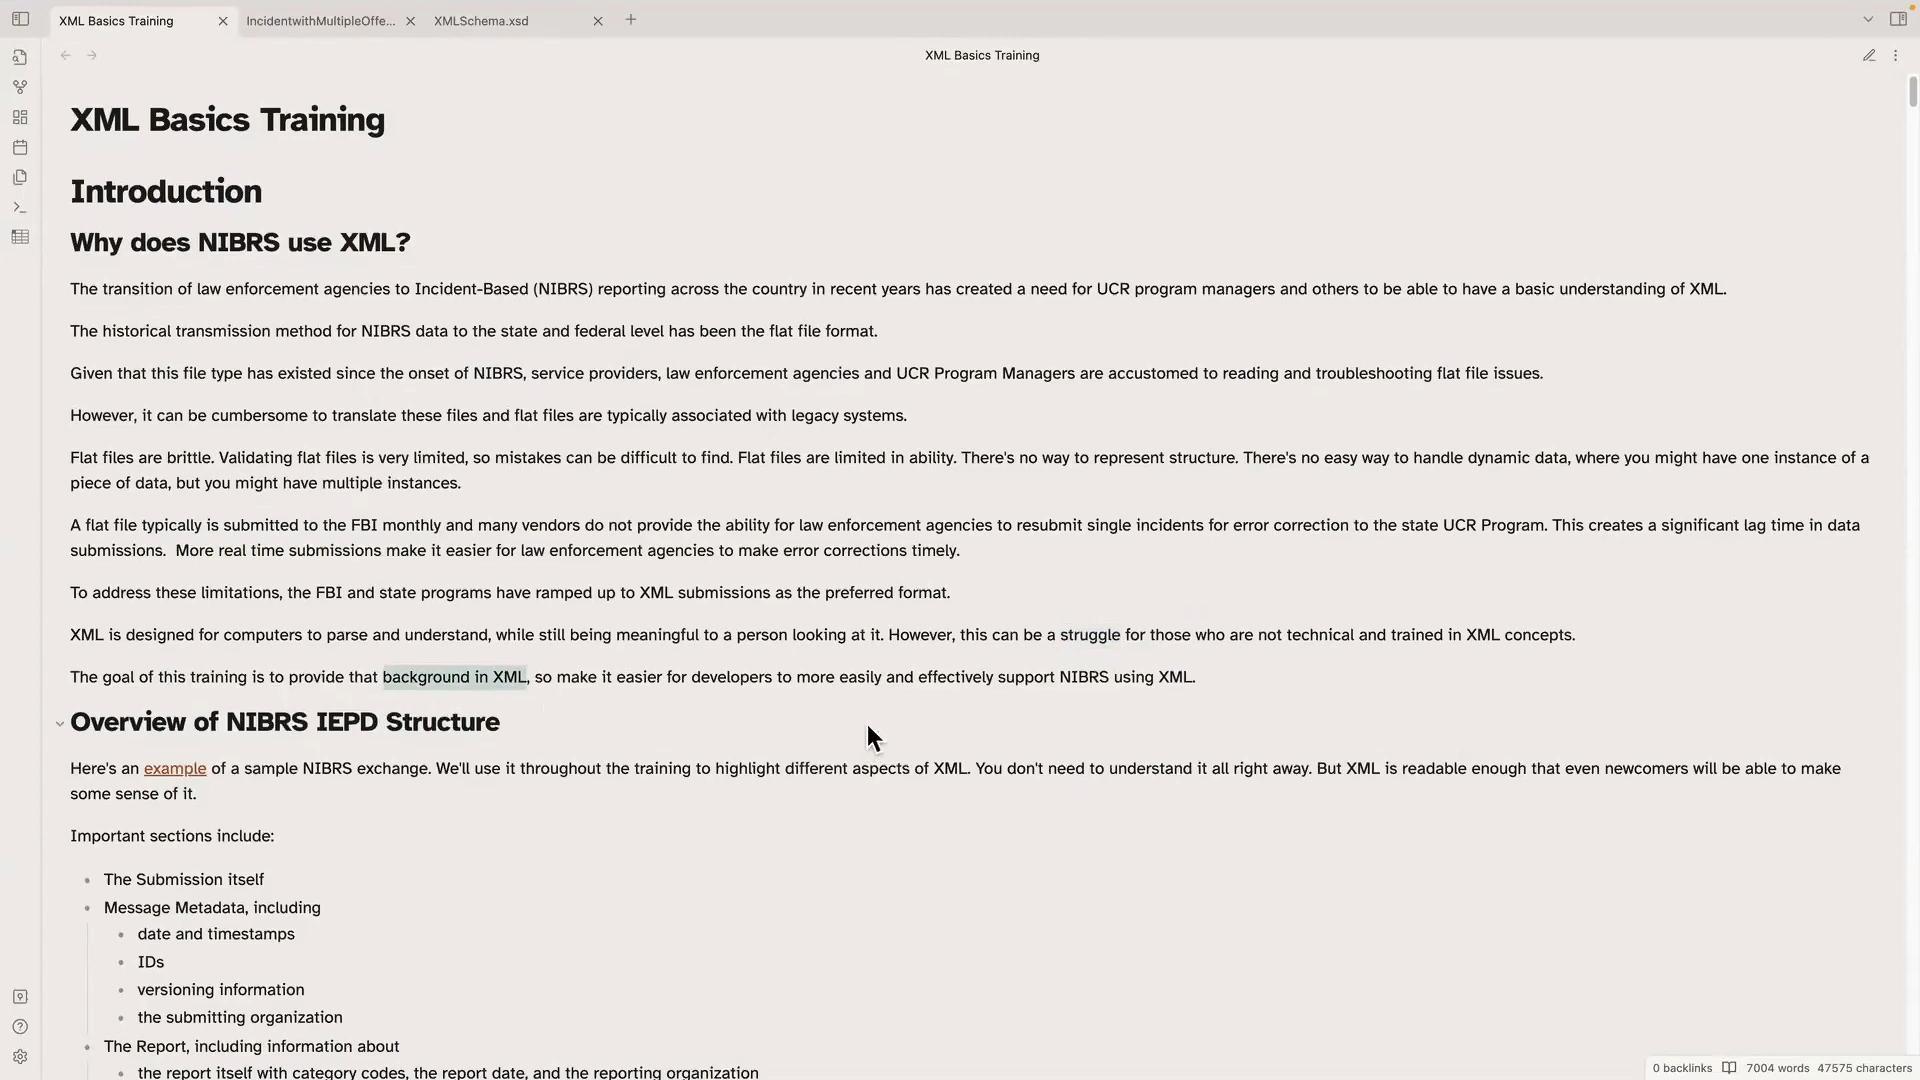 XML Basics Training
IncidentwithMultipleOffe...
XMLSchema.xsd
XML Basics Training
XML Basics Training
Introduction
Why does NIBRS use XML?
The transition of law enforcement agencies to Incident-Based (NIBRS) reporting across the country in recent years has created a need for UCR program managers and others to be able to have a basic understanding of XML.
The historical transmission method for NIBRS data to the state and federal level has been the flat file format.
Given that this file type has existed since the onset of NIBRS, service providers, law enforcement agencies and UCR Program Managers are accustomed to reading and troubleshooting flat file issues.
However, it can be cumbersome to translate these files and flat files are typically associated with legacy systems.
Flat files are brittle. Validating flat files is very limited, so mistakes can be difficult to find. Flat files are limited in ability. There's no way to represent structure. There's no easy way to handle dynamic data, where you might have one instance of a
piece of data, but you might have multiple instances.
A flat file typically is submitted to the FBI monthly and many vendors do not provide the ability for law enforcement agencies to resubmit single incidents for error correction to the state UCR Program. This creates a significant lag time in data
submissions.  More real time submissions make it easier for law enforcement agencies to make error corrections timely.
To address these limitations, the FBI and state programs have ramped up to XML submissions as the preferred format.
XML is designed for computers to parse and understand, while still being meaningful to a person looking at it. However, this can be a struggle for those who are not technical and trained in XML concepts.
The goal of this training is to provide that background in XML, so make it easier for developers to more easily and effectively support NIBRS using XML.
Overview of NIBRS IEPD Structure
Here's an example of a sample NIBRS exchange. We'll use it throughout the training to highlight different aspects of XML. You don't need to understand it all right away. But XML is readable enough that even newcomers will be able to make
some sense of it.
Important sections include:
The Submission itself
Message Metadata, including
date and timestamps
IDs
versioning information
the submitting organization
The Report, including information about
the report itself with category codes, the report date, and the reporting organization
0 backlinks 7004 words 47575 characters